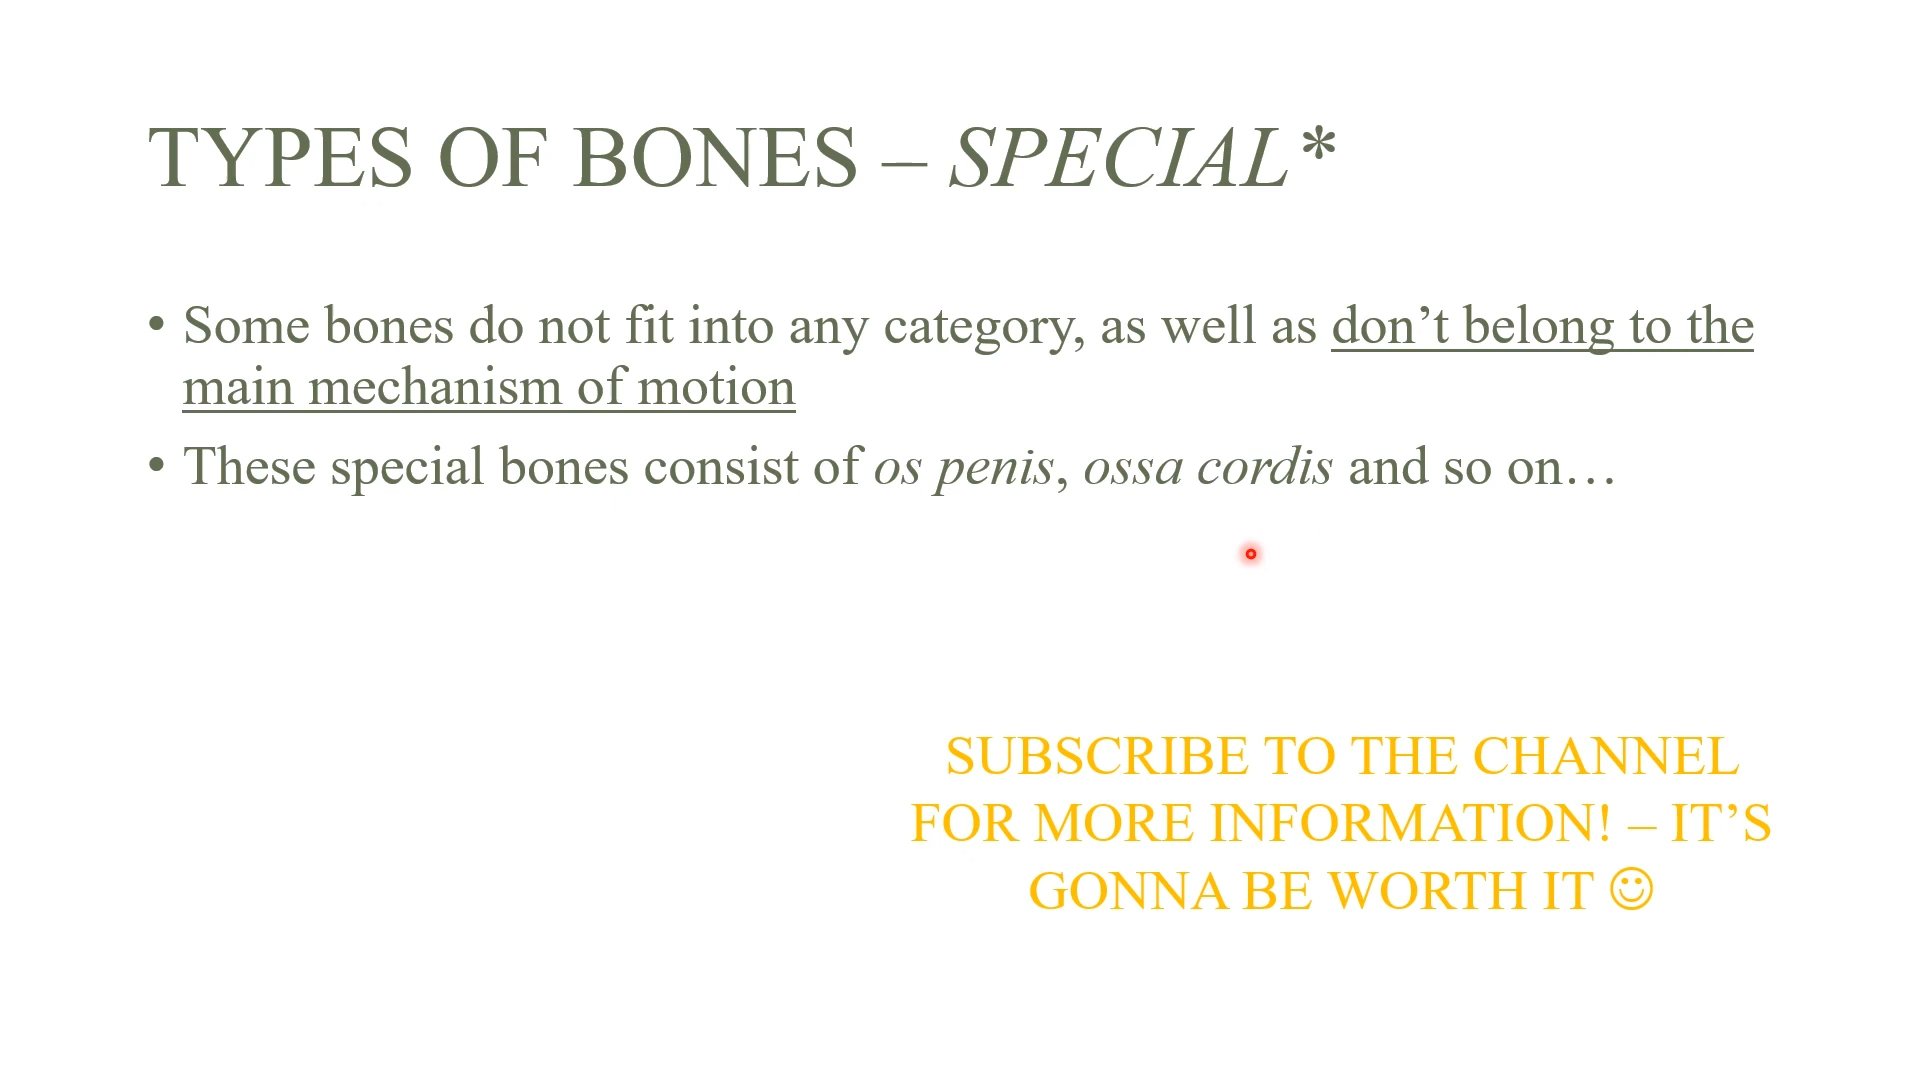 TYPES OF BONES – SPECIAL*
• Some bones do not fit into any category, as well as don’t belong to the
main mechanism of motion
• These special bones consist of os penis, ossa cordis and so on…
SUBSCRIBE TO THE CHANNEL
FOR MORE INFORMATION! – IT’S
GONNA BE WORTH IT ☺